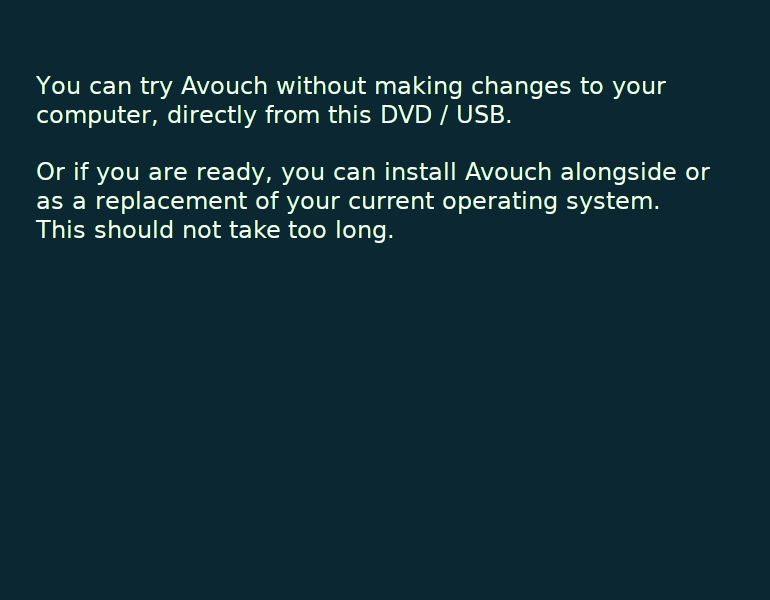 You can try Avouch without making changes to your
computer, directly from this DVD / USB.
Or if you are ready, you can install Avouch alongside or
as a replacement of your current operating system.
This should not take too long.